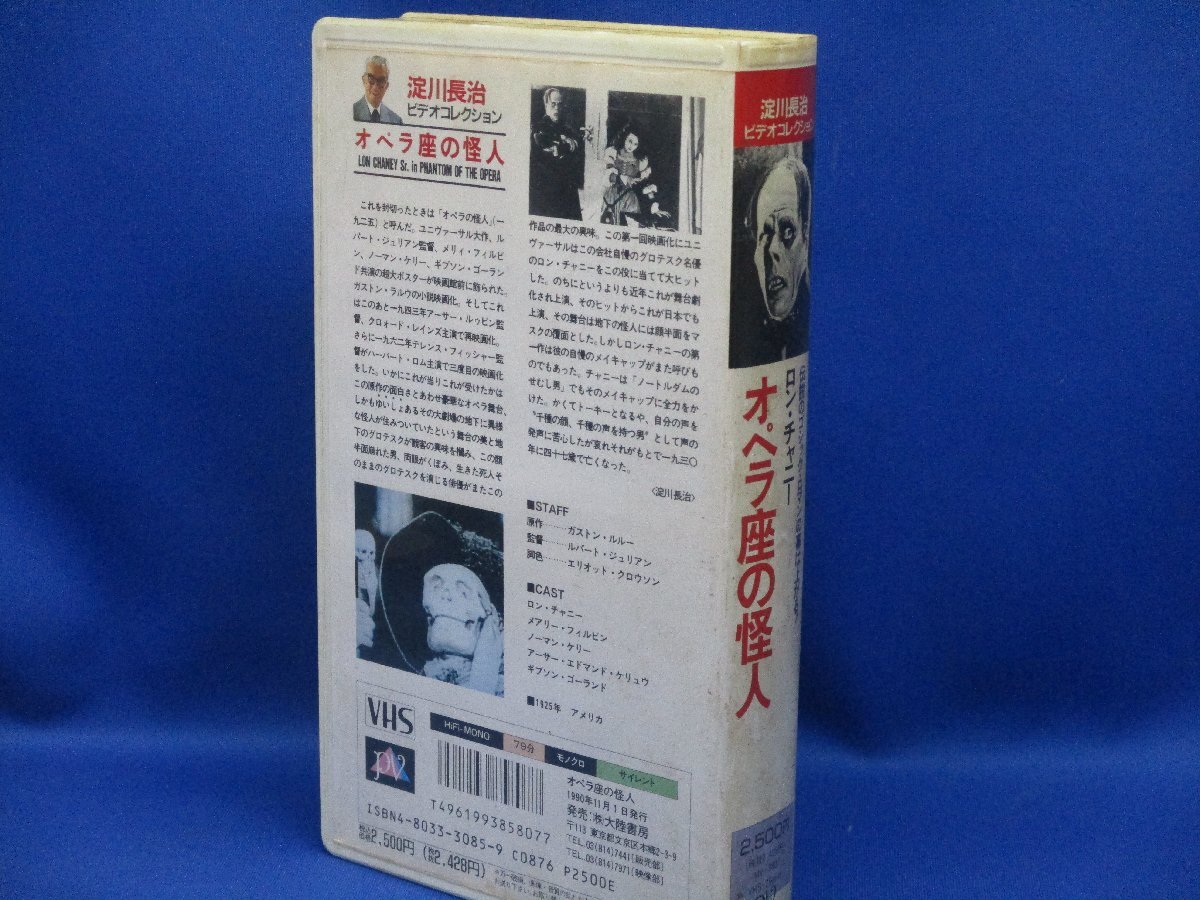 淀川長治
ビデオコレクション
オペラ座の怪人
LON CHANEY Sr. in PHANTOM OF THE OPERA
これを封切ったときは「オペラの怪人」(一
九二五)と呼んだ。ユニヴァーサル大作、ル
パート・ジュリアン監督、メリィ・フィルビ
ン、ノーマン・ケリー、ギブソン・ゴーラン
ド共演の超大ポスターが映画館前に飾られた。
ガストン・ラルウの小説映画化。そしてこれ
はこのあと一九四三年アーサー・ルッビン監
督、クロォード・レインズ主演で再映画化。
さらに一九六二年テレンス・フィッシャー監
督がハーバート・ロム主演で三度目の映画化
をした。いかにこれが当りこれが受けたかは
この原作の面白さとあわせ豪華なオペラ舞台、
しかもゆいしょあるその大劇場の地下に異様
な怪人が住みついていたという舞台の美と地
下のグロテスクが観客の興味を掴み、この顔
半面崩れた男、両眼がくぼみ、生きた死人そ
のままのグロテスクを演じる俳優がまたこの
作品の最大の興味。この第一回映画化にユニ
ヴァーサルはこの会社自慢のグロテスク名優
のロン・チャニーをこの役に当てて大ヒット
した。のちにというよりも近年これが舞台劇
化され上演、そのヒットからこれが日本でも
上演、その舞台は地下の怪人には顔半面をマ
スクの覆面とした。しかしロン・チャニーの第
一作は彼の自慢のメイキャップがまた呼びも
のでもあった。チャニーは「ノートルダムの
せむし男」でもそのメイキャップに全力をか
けた。かくてトーキーとなるや、自分の声を
“千種の顔、千種の声を持つ男”として声の
発声に苦心したが哀れそれがもとで一九三〇
年に四十七歳で亡くなった。
〈淀川長治〉
■STAFF
原作……ガストン・ルルー
監督……ルパート・ジュリアン
脚色……エリオット・クロウソン
■CAST
ロン・チャニー
メアリー・フィルビン
ノーマン・ケリー
アーサー・エドマンド・ケリュウ
ギブソン・ゴーランド
■1925年 アメリカ
VHS
HiFi-MONO 79分 モノクロ サイレント
PV
T4961993858077
ISBN4-8033-3085-9 C0876 P2500E
税込価格2,500円(税抜2,428円)
オペラ座の怪人
1990年11月1日発行
発売:㈱大陸書房
〒113 東京都文京区本郷2-3-9
TEL.03(814)7441[販売部]
TEL.03(814)7971[映像部]
淀川長治
ビデオコレクション
ロン・チャニー
オペラ座の怪人
2,500円
VHS